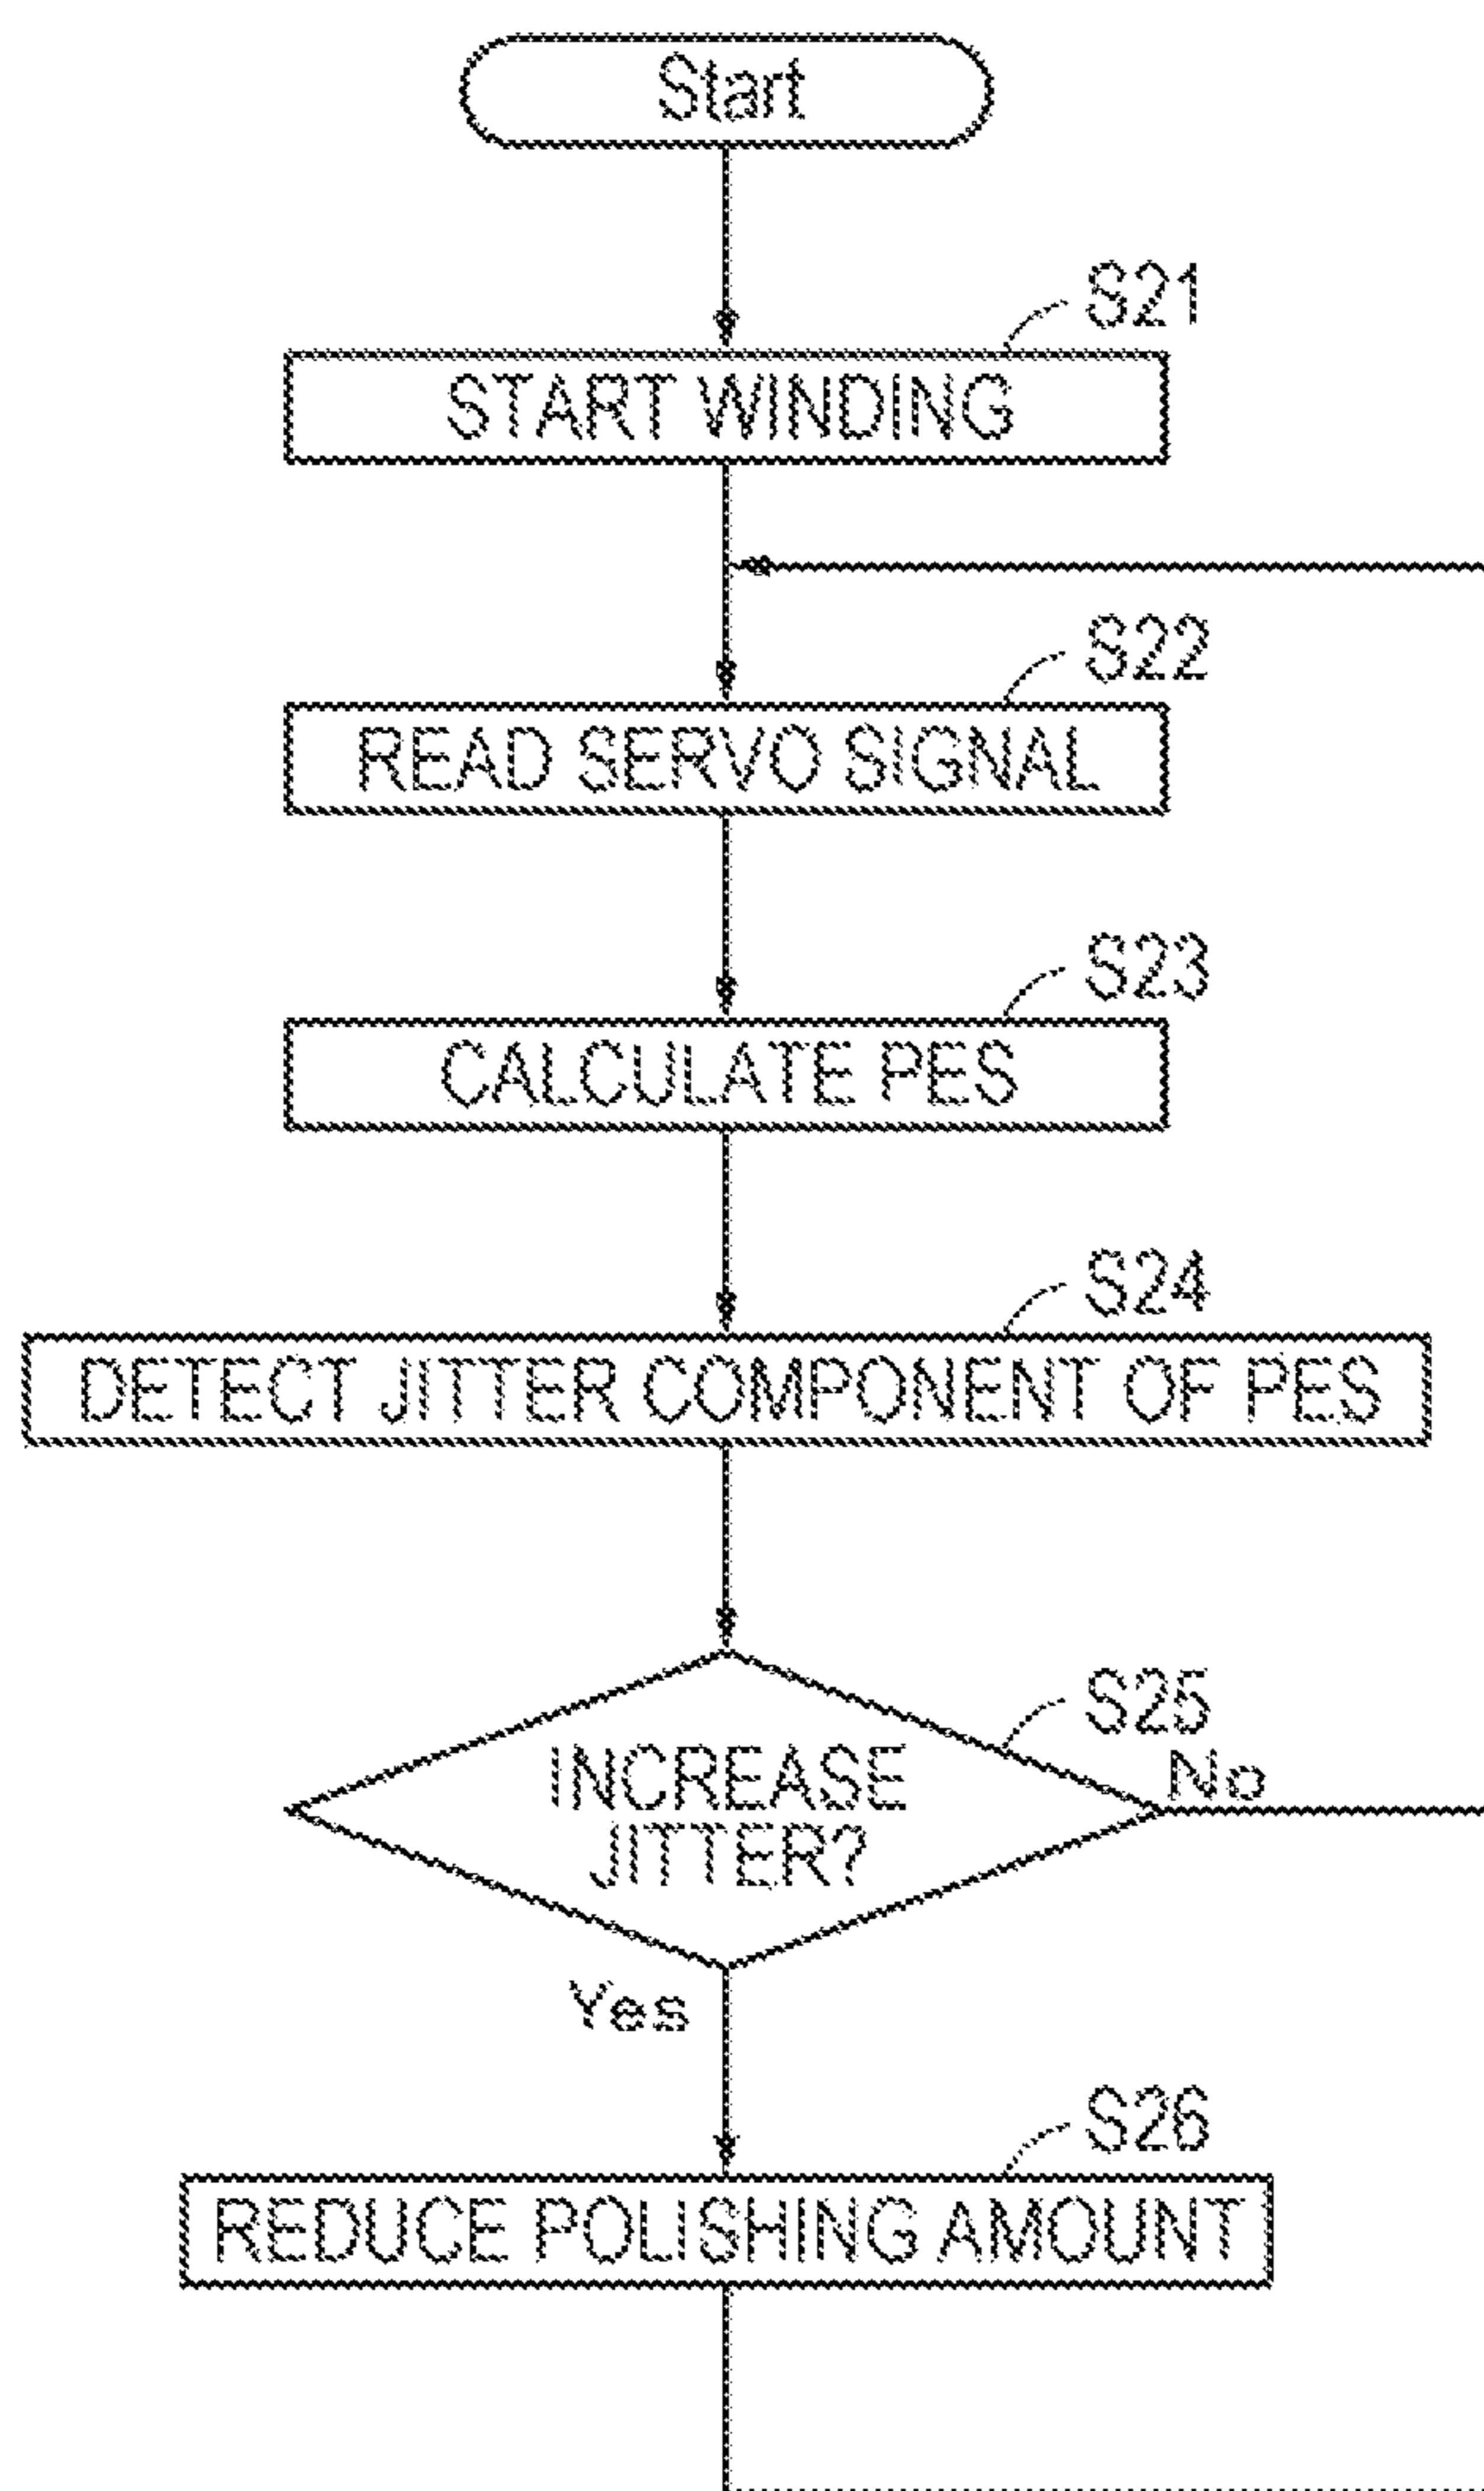 Start
S21
START WINDING
S22
READ SERVO SIGNAL
S23
CALCULATE PES
S24
DETECT JITTER COMPONENT OF PES
S25
INCREASE
JITTER?
No
Yes
S26
REDUCE POLISHING AMOUNT